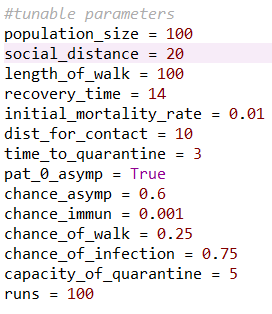 #tunable parameters
population_size = 100
social_distance = 20
length_of_walk = 100
recovery_time = 14
initial_mortality_rate = 0.01
dist_for_contact = 10
time_to_quarantine = 3
pat_0_asymp = True
chance_asymp = 0.6
chance_immun = 0.001
chance_of_walk = 0.25
chance_of_infection = 0.75
capacity_of_quarantine = 5
runs = 100